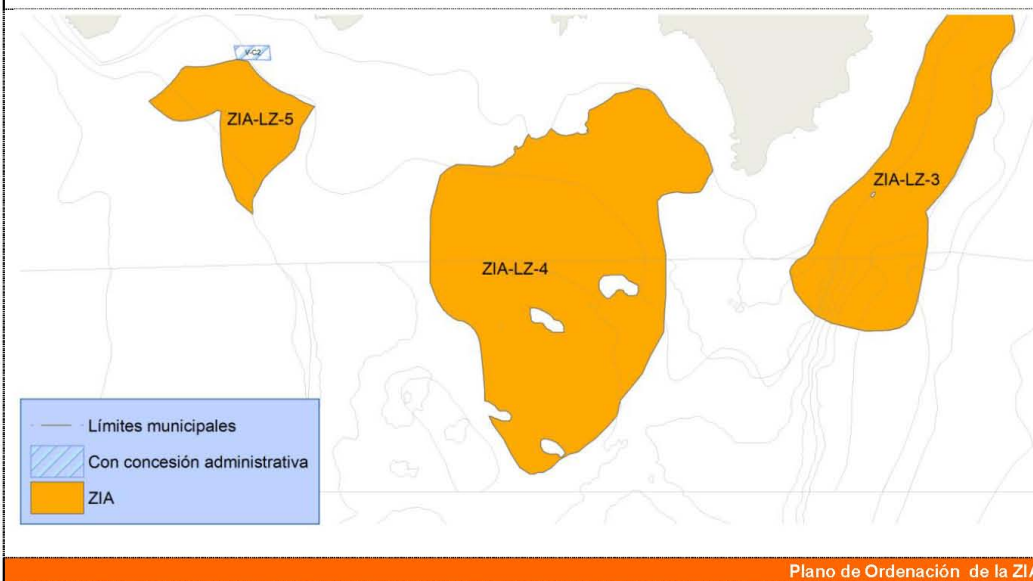 V-C2
ZIA-LZ-5
ZIA-LZ-3
ZIA-LZ-4
Límites municipales
Con concesión administrativa
ZIA
Plano de Ordenación de la ZIA